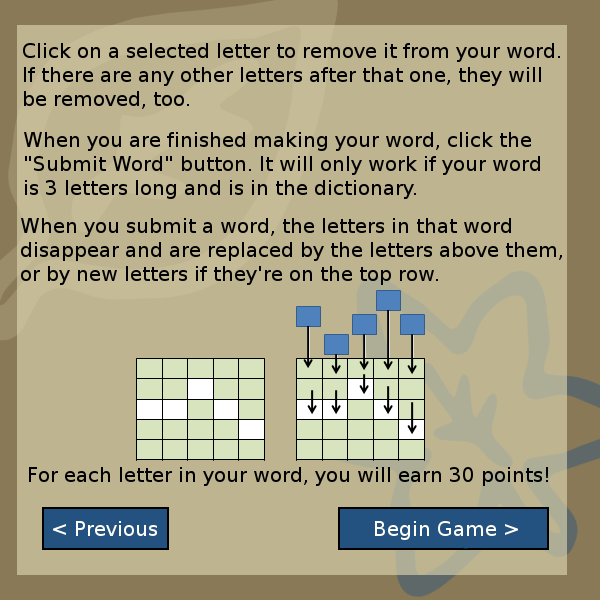 Click on a selected letter to remove it from your word.
If there are any other letters after that one, they will
be removed, too.
When you are finished making your word, click the
"Submit Word" button. It will only work if your word
is 3 letters long and is in the dictionary.
When you submit a word, the letters in that word
disappear and are replaced by the letters above them,
or by new letters if they're on the top row.
For each letter in your word, you will earn 30 points!
< Previous
Begin Game >